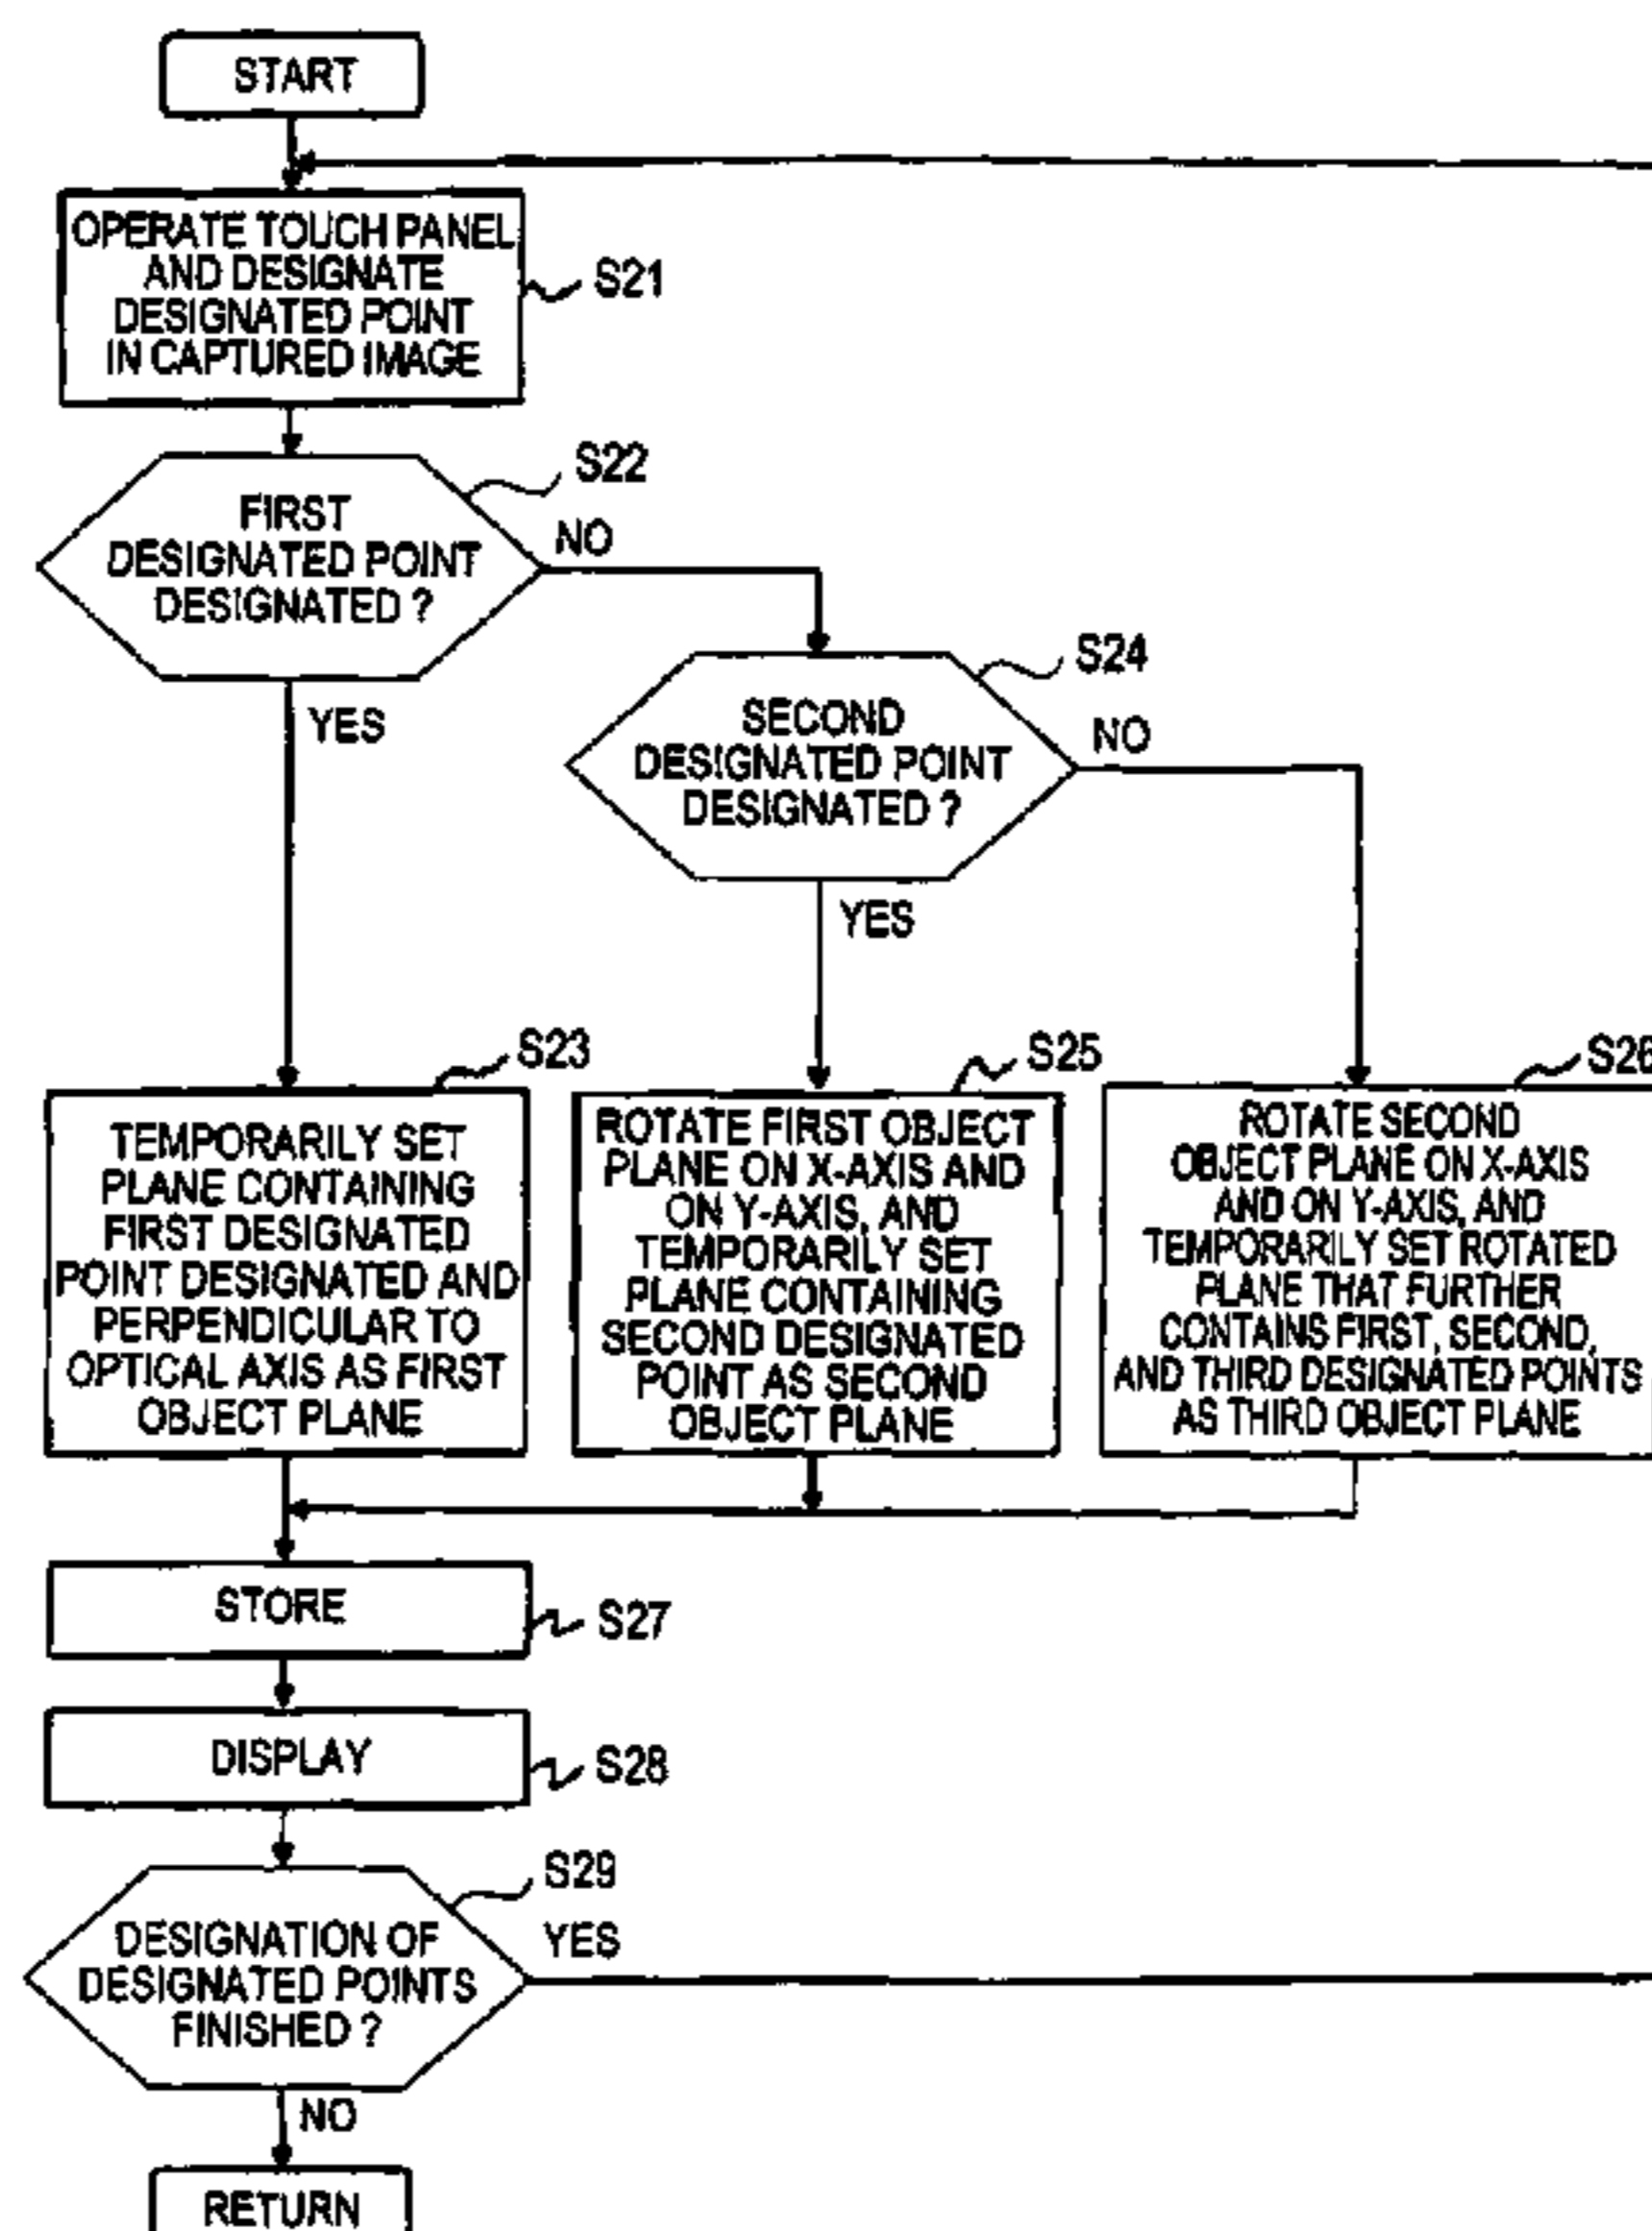 START
OPERATE TOUCH PANEL
AND DESIGNATE
DESIGNATED POINT
IN CAPTURED IMAGE
S21
S22
FIRST
DESIGNATED POINT
DESIGNATED ?
NO
YES
S24
SECOND
DESIGNATED POINT
DESIGNATED ?
NO
YES
S23
TEMPORARILY SET
PLANE CONTAINING
FIRST DESIGNATED
POINT DESIGNATED AND
PERPENDICULAR TO
OPTICAL AXIS AS FIRST
OBJECT PLANE
S25
ROTATE FIRST OBJECT
PLANE ON X-AXIS AND
ON Y-AXIS, AND
TEMPORARILY SET
PLANE CONTAINING
SECOND DESIGNATED
POINT AS SECOND
OBJECT PLANE
S26
ROTATE SECOND
OBJECT PLANE ON X-AXIS
AND ON Y-AXIS, AND
TEMPORARILY SET ROTATED
PLANE THAT FURTHER
CONTAINS FIRST, SECOND,
AND THIRD DESIGNATED POINTS
AS THIRD OBJECT PLANE
STORE
S27
DISPLAY
S28
S29
DESIGNATION OF
DESIGNATED POINTS
FINISHED ?
YES
NO
RETURN